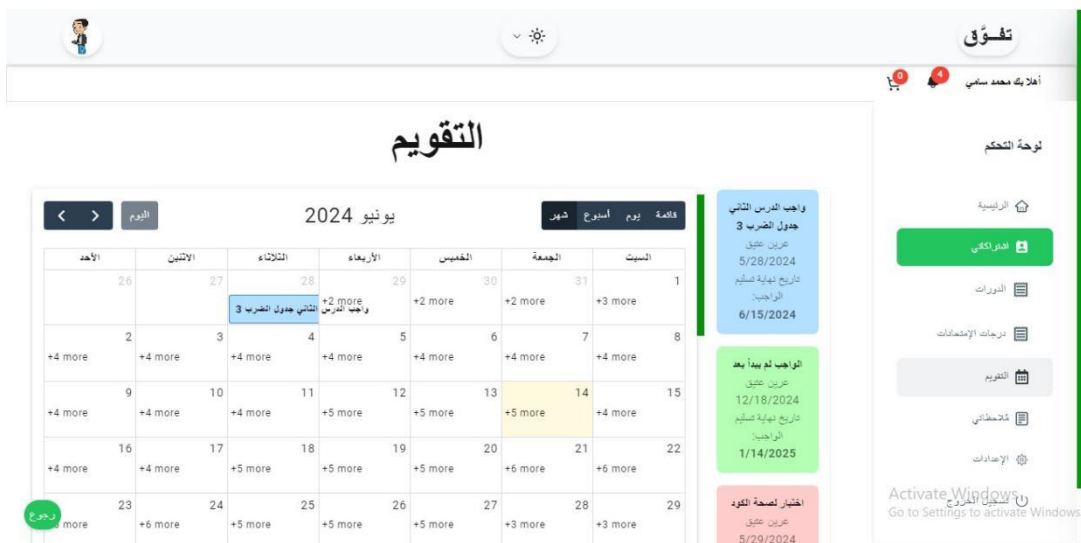 تفــوَّق
أهلا بك محمد سامي
4
0
لوحة التحكم
الرئيسية
اشتراكاتي
الدورات
درجات الإمتحانات
التقويم
مُلاحظاتي
الإعدادات
تسجيل الخروج
Activate Windows
Go to Settings to activate Windows.
التقويم
قائمة يوم أسبوع شهر
يونيو 2024
اليوم
الأحد الاثنين الثلاثاء الأربعاء الخميس الجمعة السبت
26 27 28 29 30 31 1
واجب الدرس الثاني جدول الضرب 3
+2 more +2 more +2 more +3 more
2 3 4 5 6 7 8
+4 more +4 more +4 more +4 more +4 more +4 more +4 more
9 10 11 12 13 14 15
+4 more +4 more +4 more +5 more +5 more +5 more +4 more
16 17 18 19 20 21 22
+4 more +4 more +5 more +5 more +5 more +6 more +6 more
23 24 25 26 27 28 29
more +6 more +5 more +5 more +5 more +3 more +3 more
رجوع
واجب الدرس الثاني
جدول الضرب 3
عرين عتيق
5/28/2024
تاريخ نهاية تسليم
الواجب:
6/15/2024
الواجب لم يبدأ بعد
عرين عتيق
12/18/2024
تاريخ نهاية تسليم
الواجب:
1/14/2025
اختبار لصحة الكود
عرين عتيق
5/29/2024